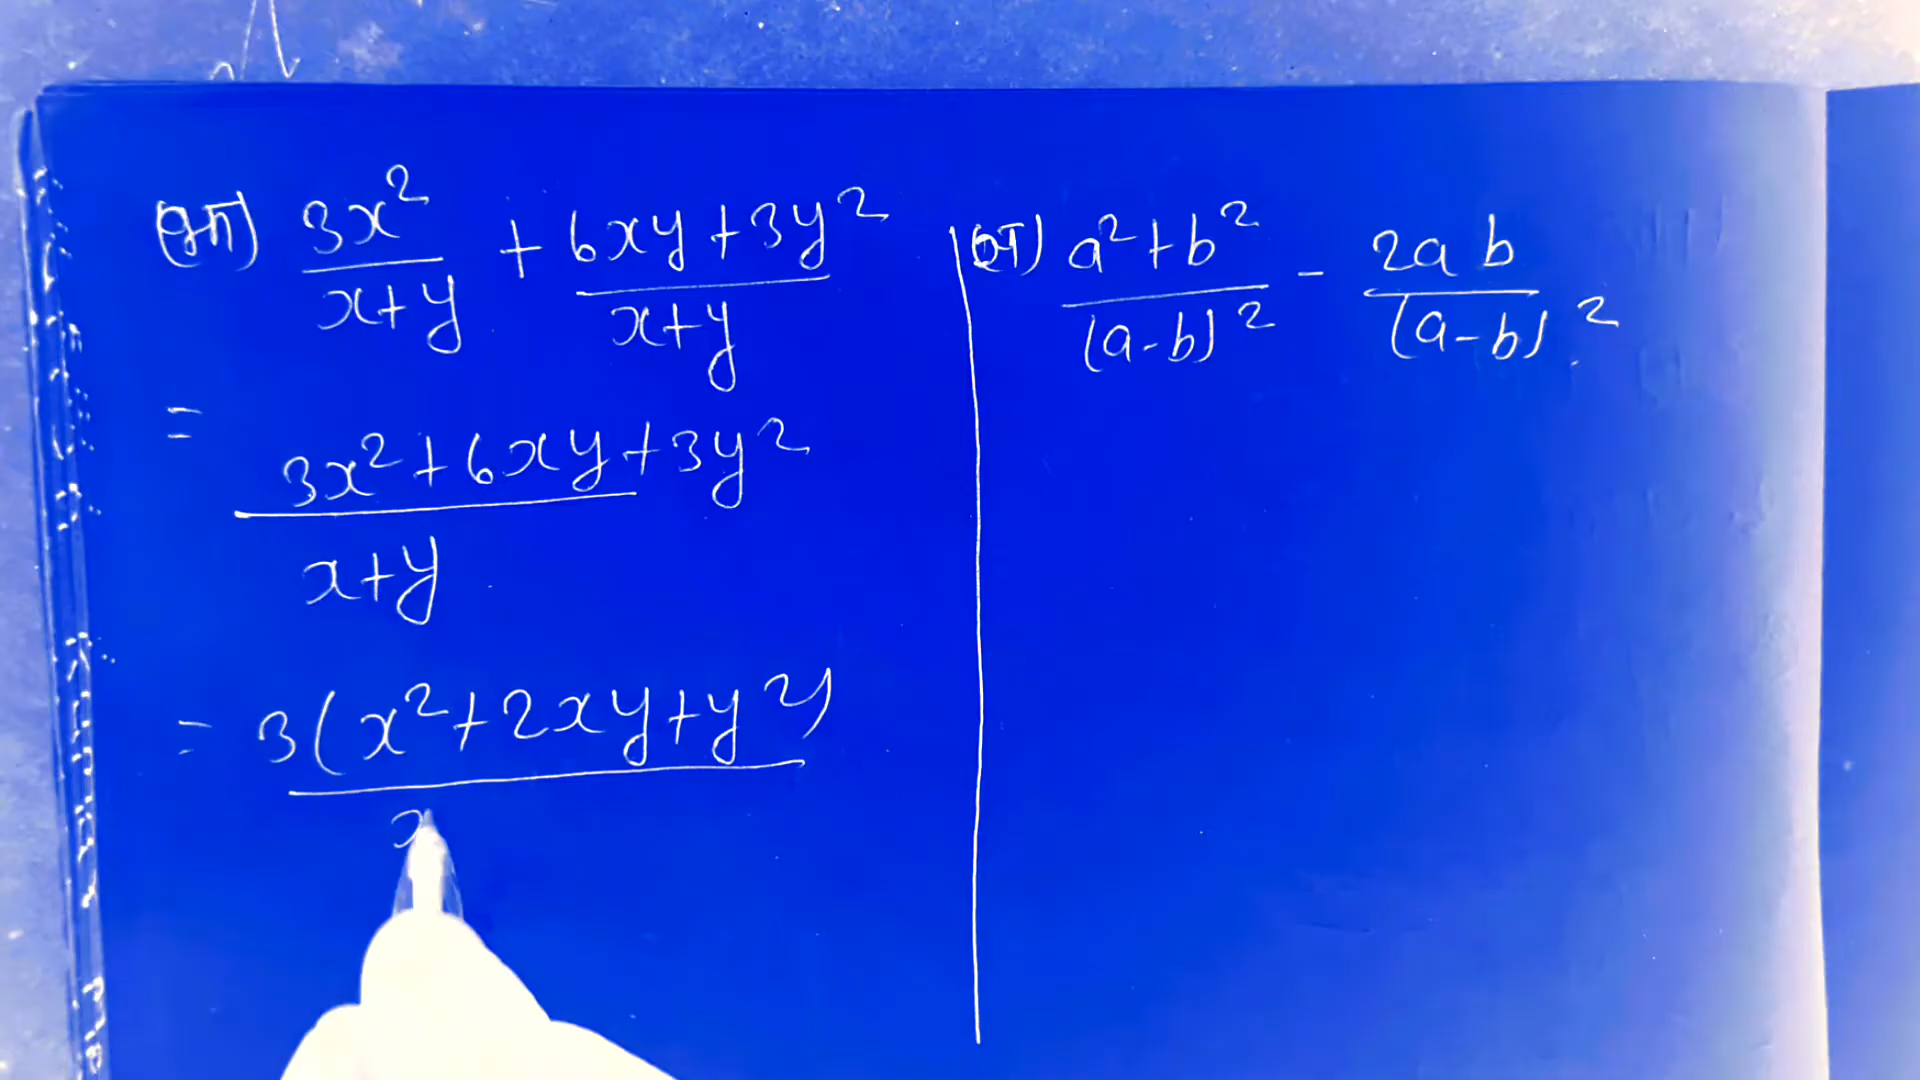 3x²/x+y + 6xy+3y²/x+y
= 3x²+6xy+3y²/x+y
= 3(x²+2xy+y²)/x
a²+b²/(a-b)² - 2ab/(a-b)²